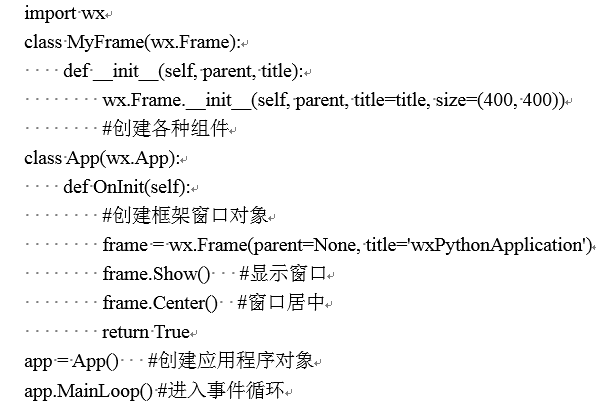 import wx
class MyFrame(wx.Frame):
    def __init__(self, parent, title):
        wx.Frame.__init__(self, parent, title=title, size=(400, 400))
        #创建各种组件
class App(wx.App):
    def OnInit(self):
        #创建框架窗口对象
        frame = wx.Frame(parent=None, title='wxPythonApplication')
        frame.Show()   #显示窗口
        frame.Center()  #窗口居中
        return True
app = App()   #创建应用程序对象
app.MainLoop() #进入事件循环